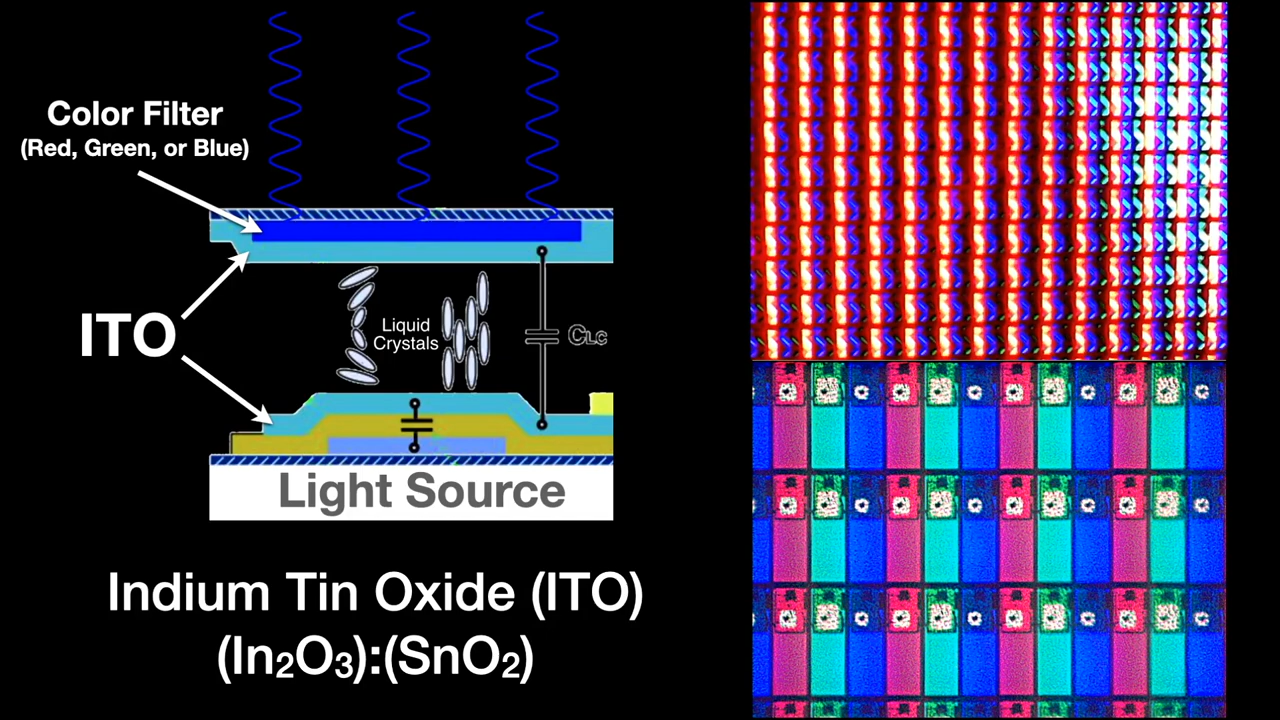 Color Filter
(Red, Green, or Blue)
ITO
Liquid
Crystals
CLC
Light Source
Indium Tin Oxide (ITO)
(In₂O₃):(SnO₂)